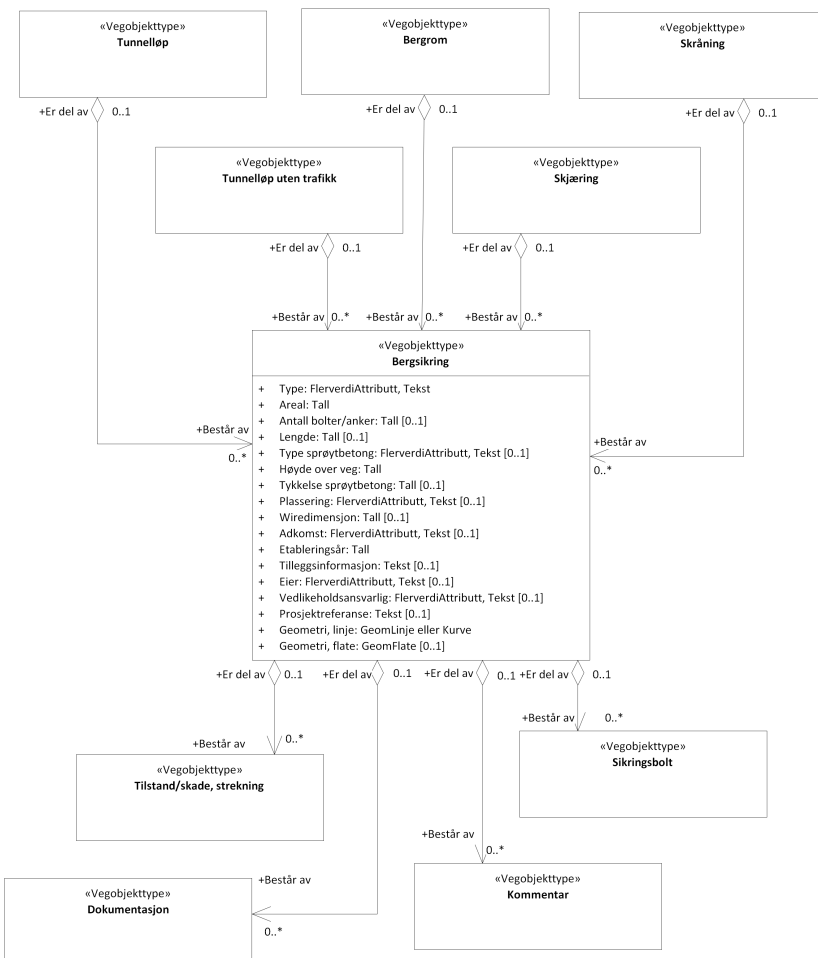 «Vegobjekttype»
Tunnelløp
«Vegobjekttype»
Bergrom
«Vegobjekttype»
Skråning
+Er del av 0..1
+Er del av 0..1
+Er del av 0..1
«Vegobjekttype»
Tunnelløp uten trafikk
«Vegobjekttype»
Skjæring
+Er del av 0..1
+Er del av 0..1
+Består av 0..*
+Består av 0..*
+Består av 0..*
«Vegobjekttype»
Bergsikring
+ Type: FlerverdiAttributt, Tekst
+ Areal: Tall
+ Antall bolter/anker: Tall [0..1]
+ Lengde: Tall [0..1]
+ Type sprøytbetong: FlerverdiAttributt, Tekst [0..1]
+ Høyde over veg: Tall
+ Tykkelse sprøytbetong: Tall [0..1]
+ Plassering: FlerverdiAttributt, Tekst [0..1]
+ Wiredimensjon: Tall [0..1]
+ Adkomst: FlerverdiAttributt, Tekst [0..1]
+ Etableringsår: Tall
+ Tilleggsinformasjon: Tekst [0..1]
+ Eier: FlerverdiAttributt, Tekst [0..1]
+ Vedlikeholdsansvarlig: FlerverdiAttributt, Tekst [0..1]
+ Prosjektreferanse: Tekst [0..1]
+ Geometri, linje: GeomLinje eller Kurve
+ Geometri, flate: GeomFlate [0..1]
+Består av
0..*
+Består av
0..*
+Er del av 0..1
+Er del av 0..1
+Er del av 0..1
+Er del av 0..1
+Består av 0..*
+Består av 0..*
«Vegobjekttype»
Tilstand/skade, strekning
«Vegobjekttype»
Sikringsbolt
+Består av
0..*
+Består av
0..*
«Vegobjekttype»
Dokumentasjon
«Vegobjekttype»
Kommentar